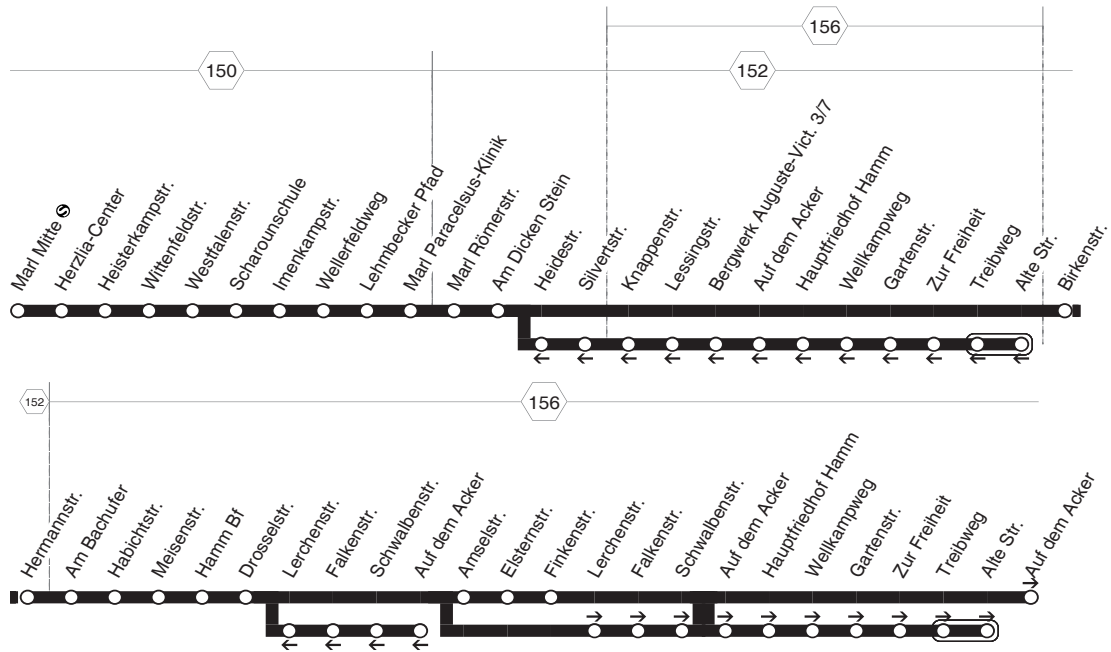 156
150
152
Marl Mitte S
Herzlia-Center
Heisterkampstr.
Wittenfeldstr.
Westfalenstr.
Scharounschule
Imenkampstr.
Wellerfeldweg
Lehmbecker Pfad
Marl Paracelsus-Klinik
Marl Römerstr.
Am Dicken Stein
Heidestr.
Silvertstr.
Knappenstr.
Lessingstr.
Bergwerk Auguste-Vict. 3/7
Auf dem Acker
Hauptfriedhof Hamm
Wellkampweg
Gartenstr.
Zur Freiheit
Treibweg
Alte Str.
Birkenstr.
152
156
Hermannstr.
Am Bachufer
Habichtstr.
Meisenstr.
Hamm Bf
Drosselstr.
Lerchenstr.
Falkenstr.
Schwalbenstr.
Auf dem Acker
Amselstr.
Elsternstr.
Finkenstr.
Lerchenstr.
Falkenstr.
Schwalbenstr.
Auf dem Acker
Hauptfriedhof Hamm
Wellkampweg
Gartenstr.
Zur Freiheit
Treibweg
Alte Str.
Auf dem Acker